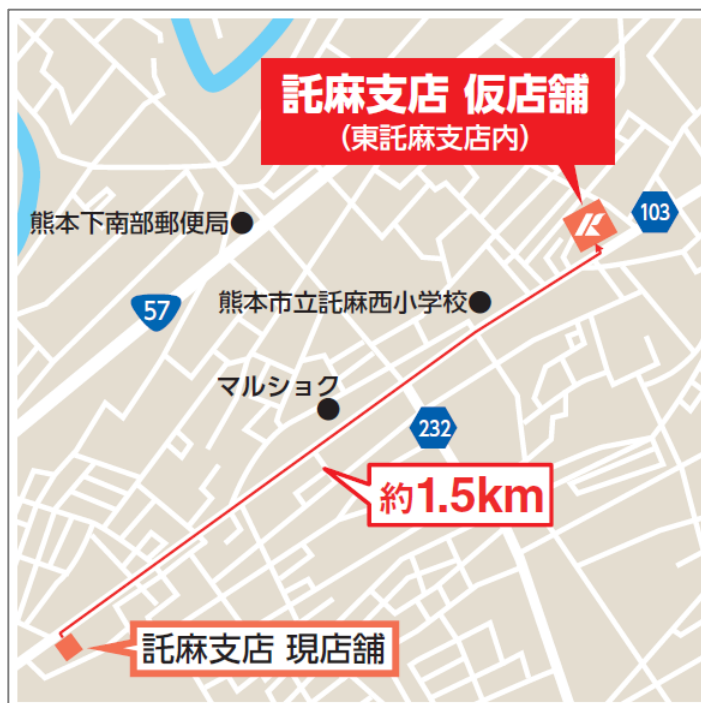 託麻支店 仮店舗
(東託麻支店内)
103
熊本下南部郵便局●
57
熊本市立託麻西小学校●
マルショク
232
約1.5km
託麻支店 現店舗